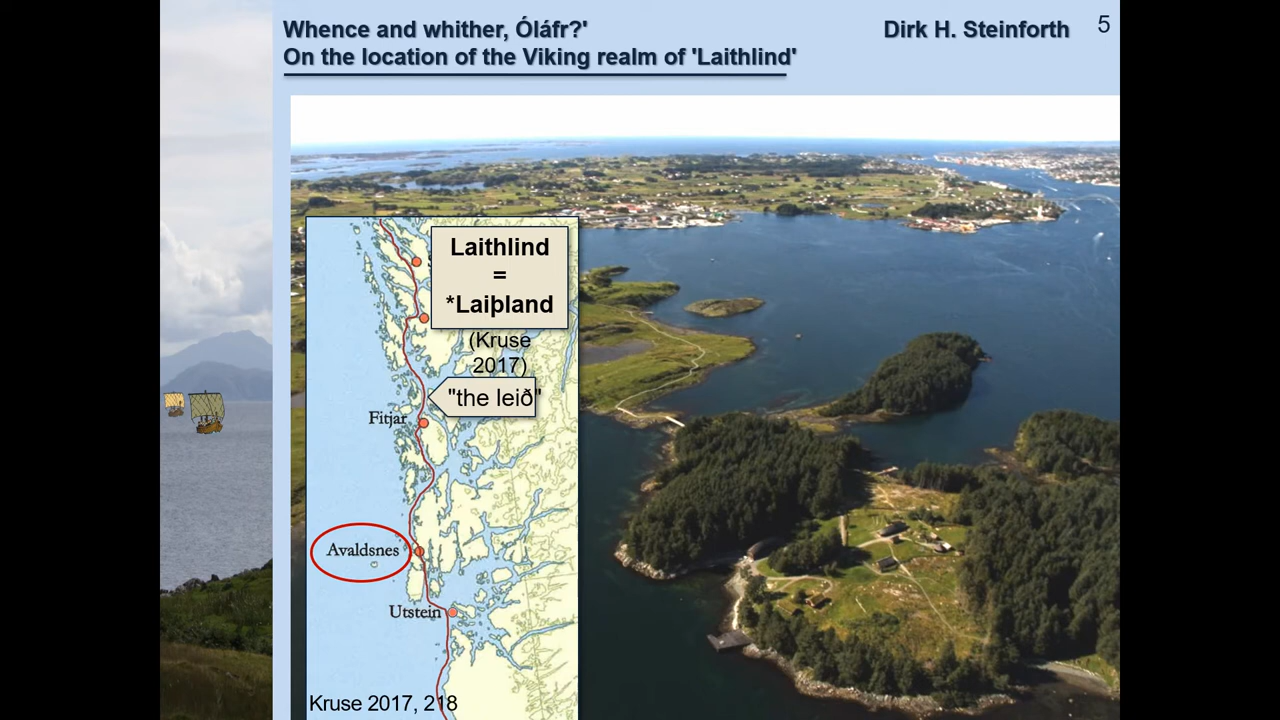 Whence and whither, Óláfr?'
On the location of the Viking realm of 'Laithlind'
Dirk H. Steinforth
5
Laithlind
=
*Laiþland
(Kruse
2017)
"the leið"
Fitjar
Avaldsnes
Utstein
Kruse 2017, 218